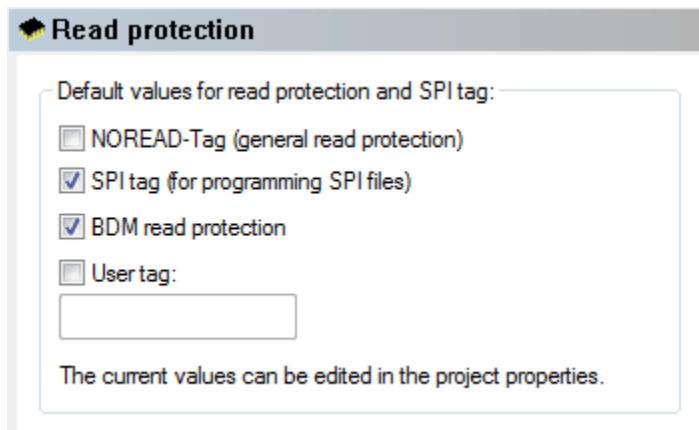 Read protection
Default values for read protection and SPI tag:
NOREAD-Tag (general read protection)
SPI tag (for programming SPI files)
BDM read protection
User tag:
The current values can be edited in the project properties.